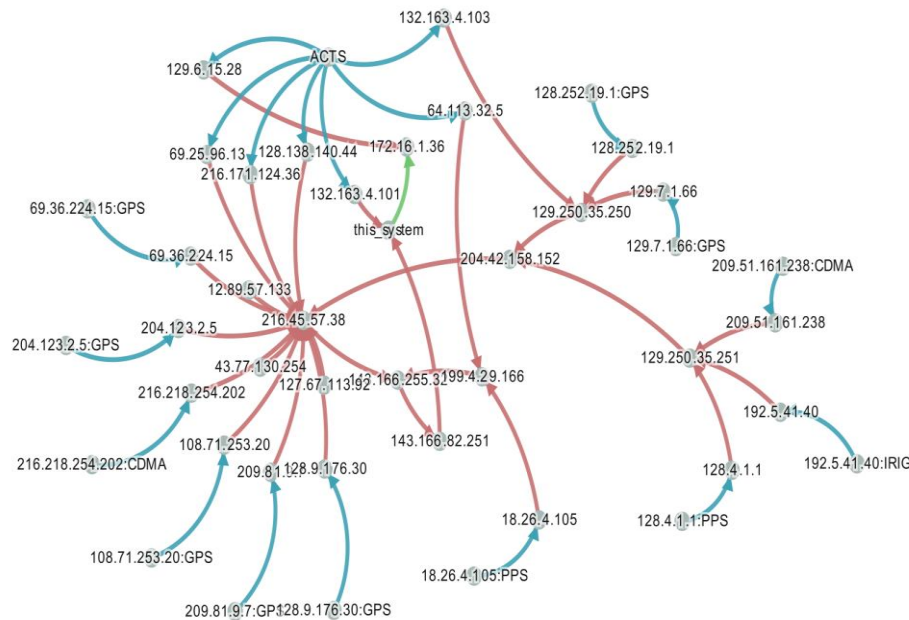 132.163.4.103
ACTS
129.6.15.28
128.252.19.1:GPS
64.113.32.5
172.16.1.36
128.252.19.1
69.25.96.13
128.138.140.44
216.171.124.36
132.163.4.101
129.7.1.66
69.36.224.15:GPS
129.250.35.250
this_system
129.7.1.66:GPS
69.36.224.15
204.42.158.152
209.51.161.238:CDMA
12.89.57.133
216.45.57.38
209.51.161.238
204.123.2.5
204.123.2.5:GPS
129.250.35.251
43.77.130.254
199.4.29.166
127.67.113.92
216.218.254.202
192.5.41.40
143.166.82.251
108.71.253.20
216.218.254.202:CDMA
192.5.41.40:IRIG
128.9.176.30
128.4.1.1
18.26.4.105
128.4.1.1:PPS
108.71.253.20:GPS
18.26.4.105:PPS
209.81.9.7:GPS
128.9.176.30:GPS